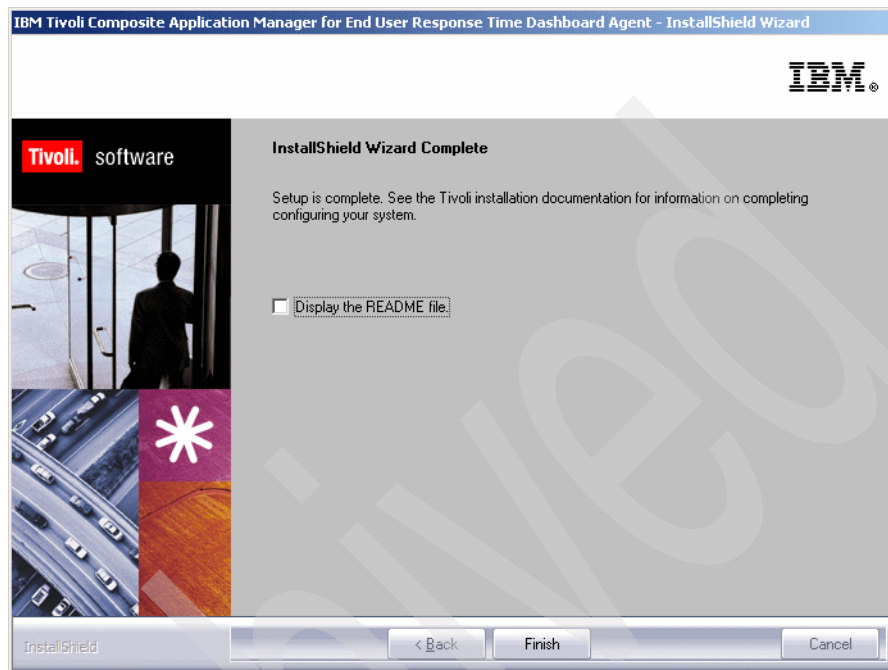 IBM Tivoli Composite Application Manager for End User Response Time Dashboard Agent - InstallShield Wizard
IBM®
Tivoli. software
InstallShield Wizard Complete
Setup is complete. See the Tivoli installation documentation for information on completing
configuring your system.
Display the README file.
InstallShield
< Back
Finish
Cancel